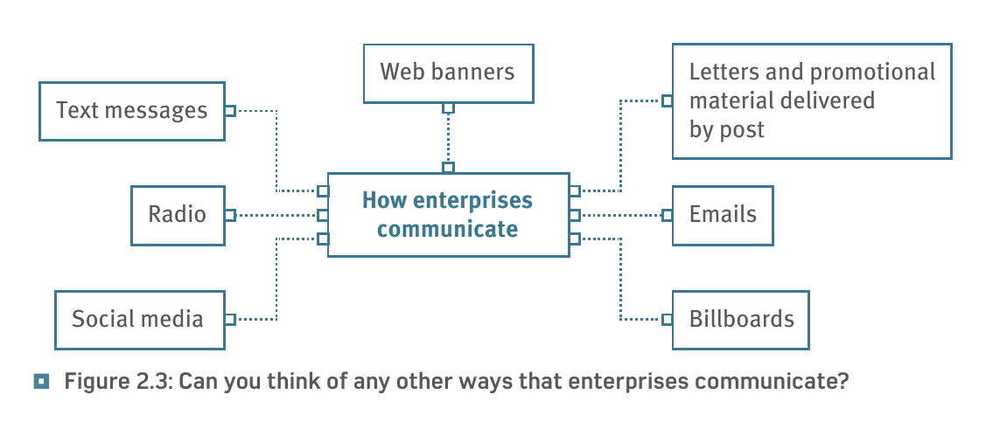 Web banners
Letters and promotional
material delivered
by post
Text messages
Radio
How enterprises
communicate
Emails
Social media
Billboards
Figure 2.3: Can you think of any other ways that enterprises communicate?